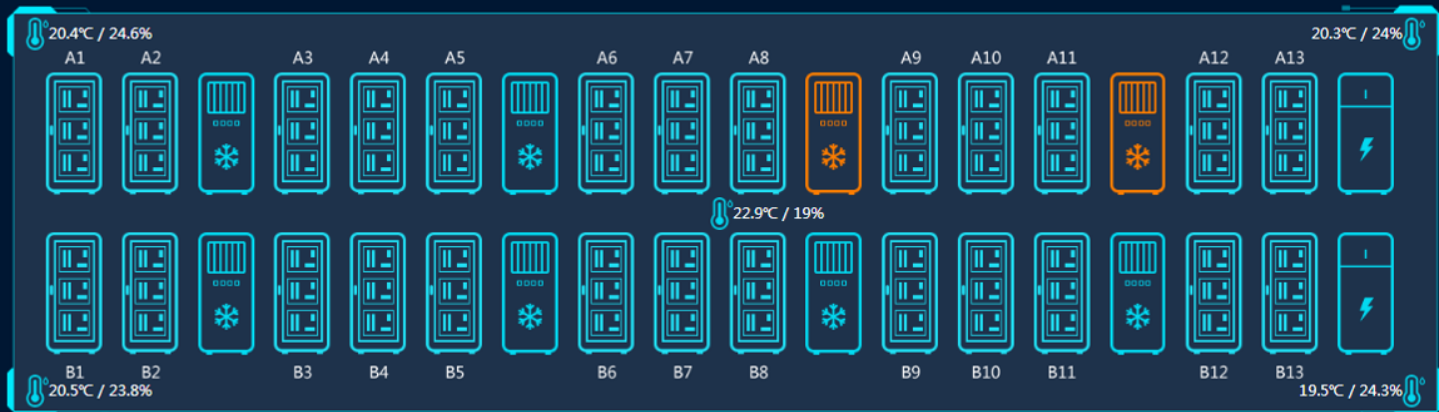 20.4℃ / 24.6% 20.3℃ / 24%
A1 A2 A3 A4 A5 A6 A7 A8 A9 A10 A11 A12 A13
22.9℃ / 19%
B1 B2 B3 B4 B5 B6 B7 B8 B9 B10 B11 B12 B13
20.5℃ / 23.8% 19.5℃ / 24.3%